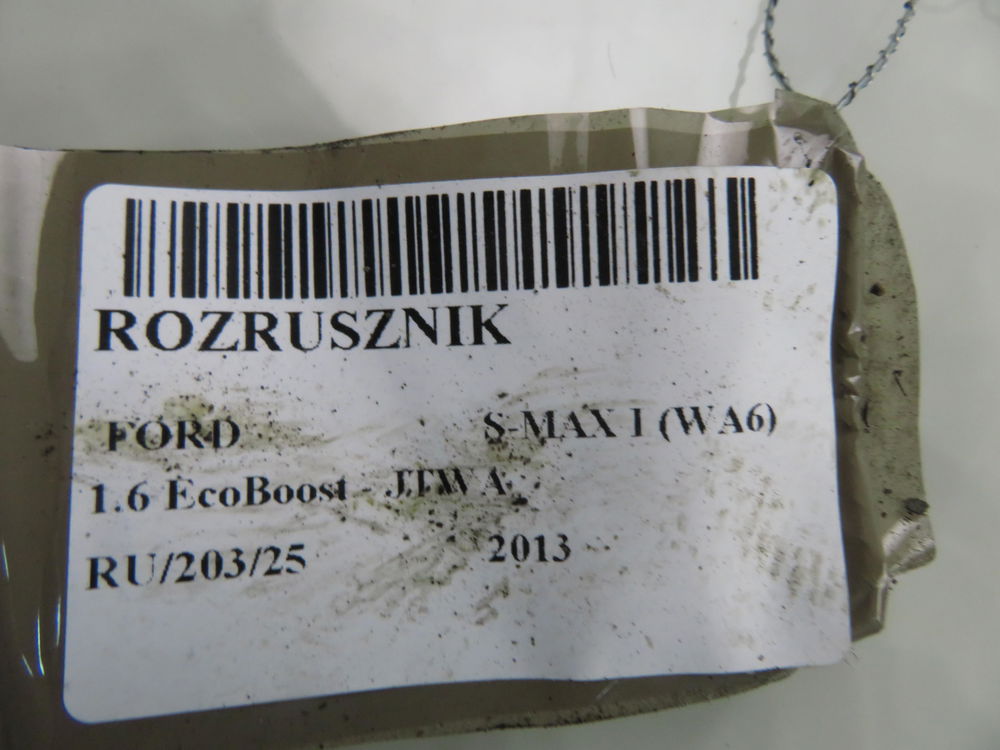 ROZRUSZNIK
FORD S-MAX I (WA6)
1.6 EcoBoost - JTWA
RU/203/25 2013